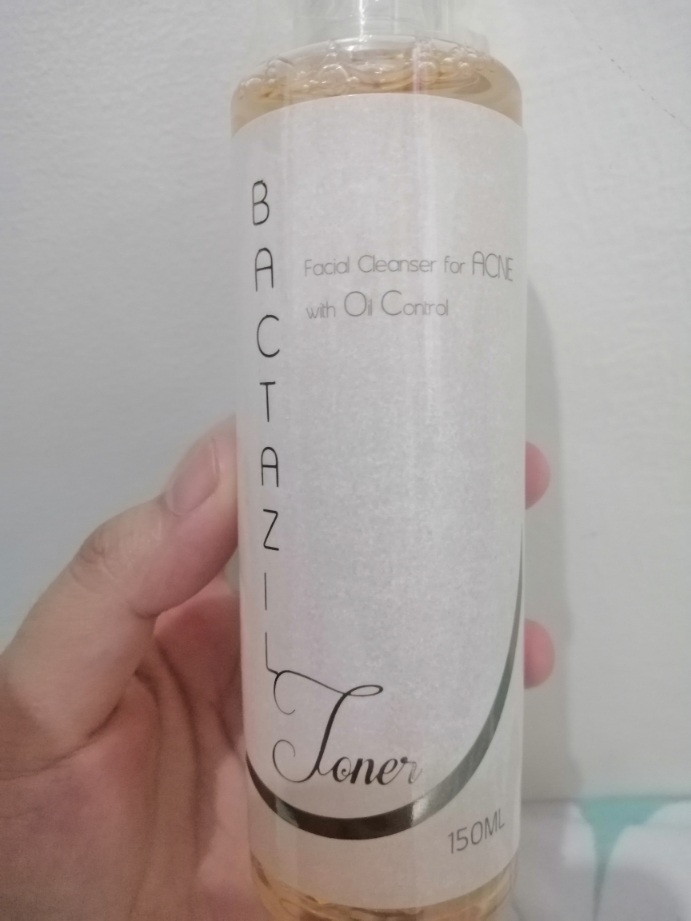 BACTAZIL
Facial Cleanser for ACNE
with Oil Control
Toner
150ML